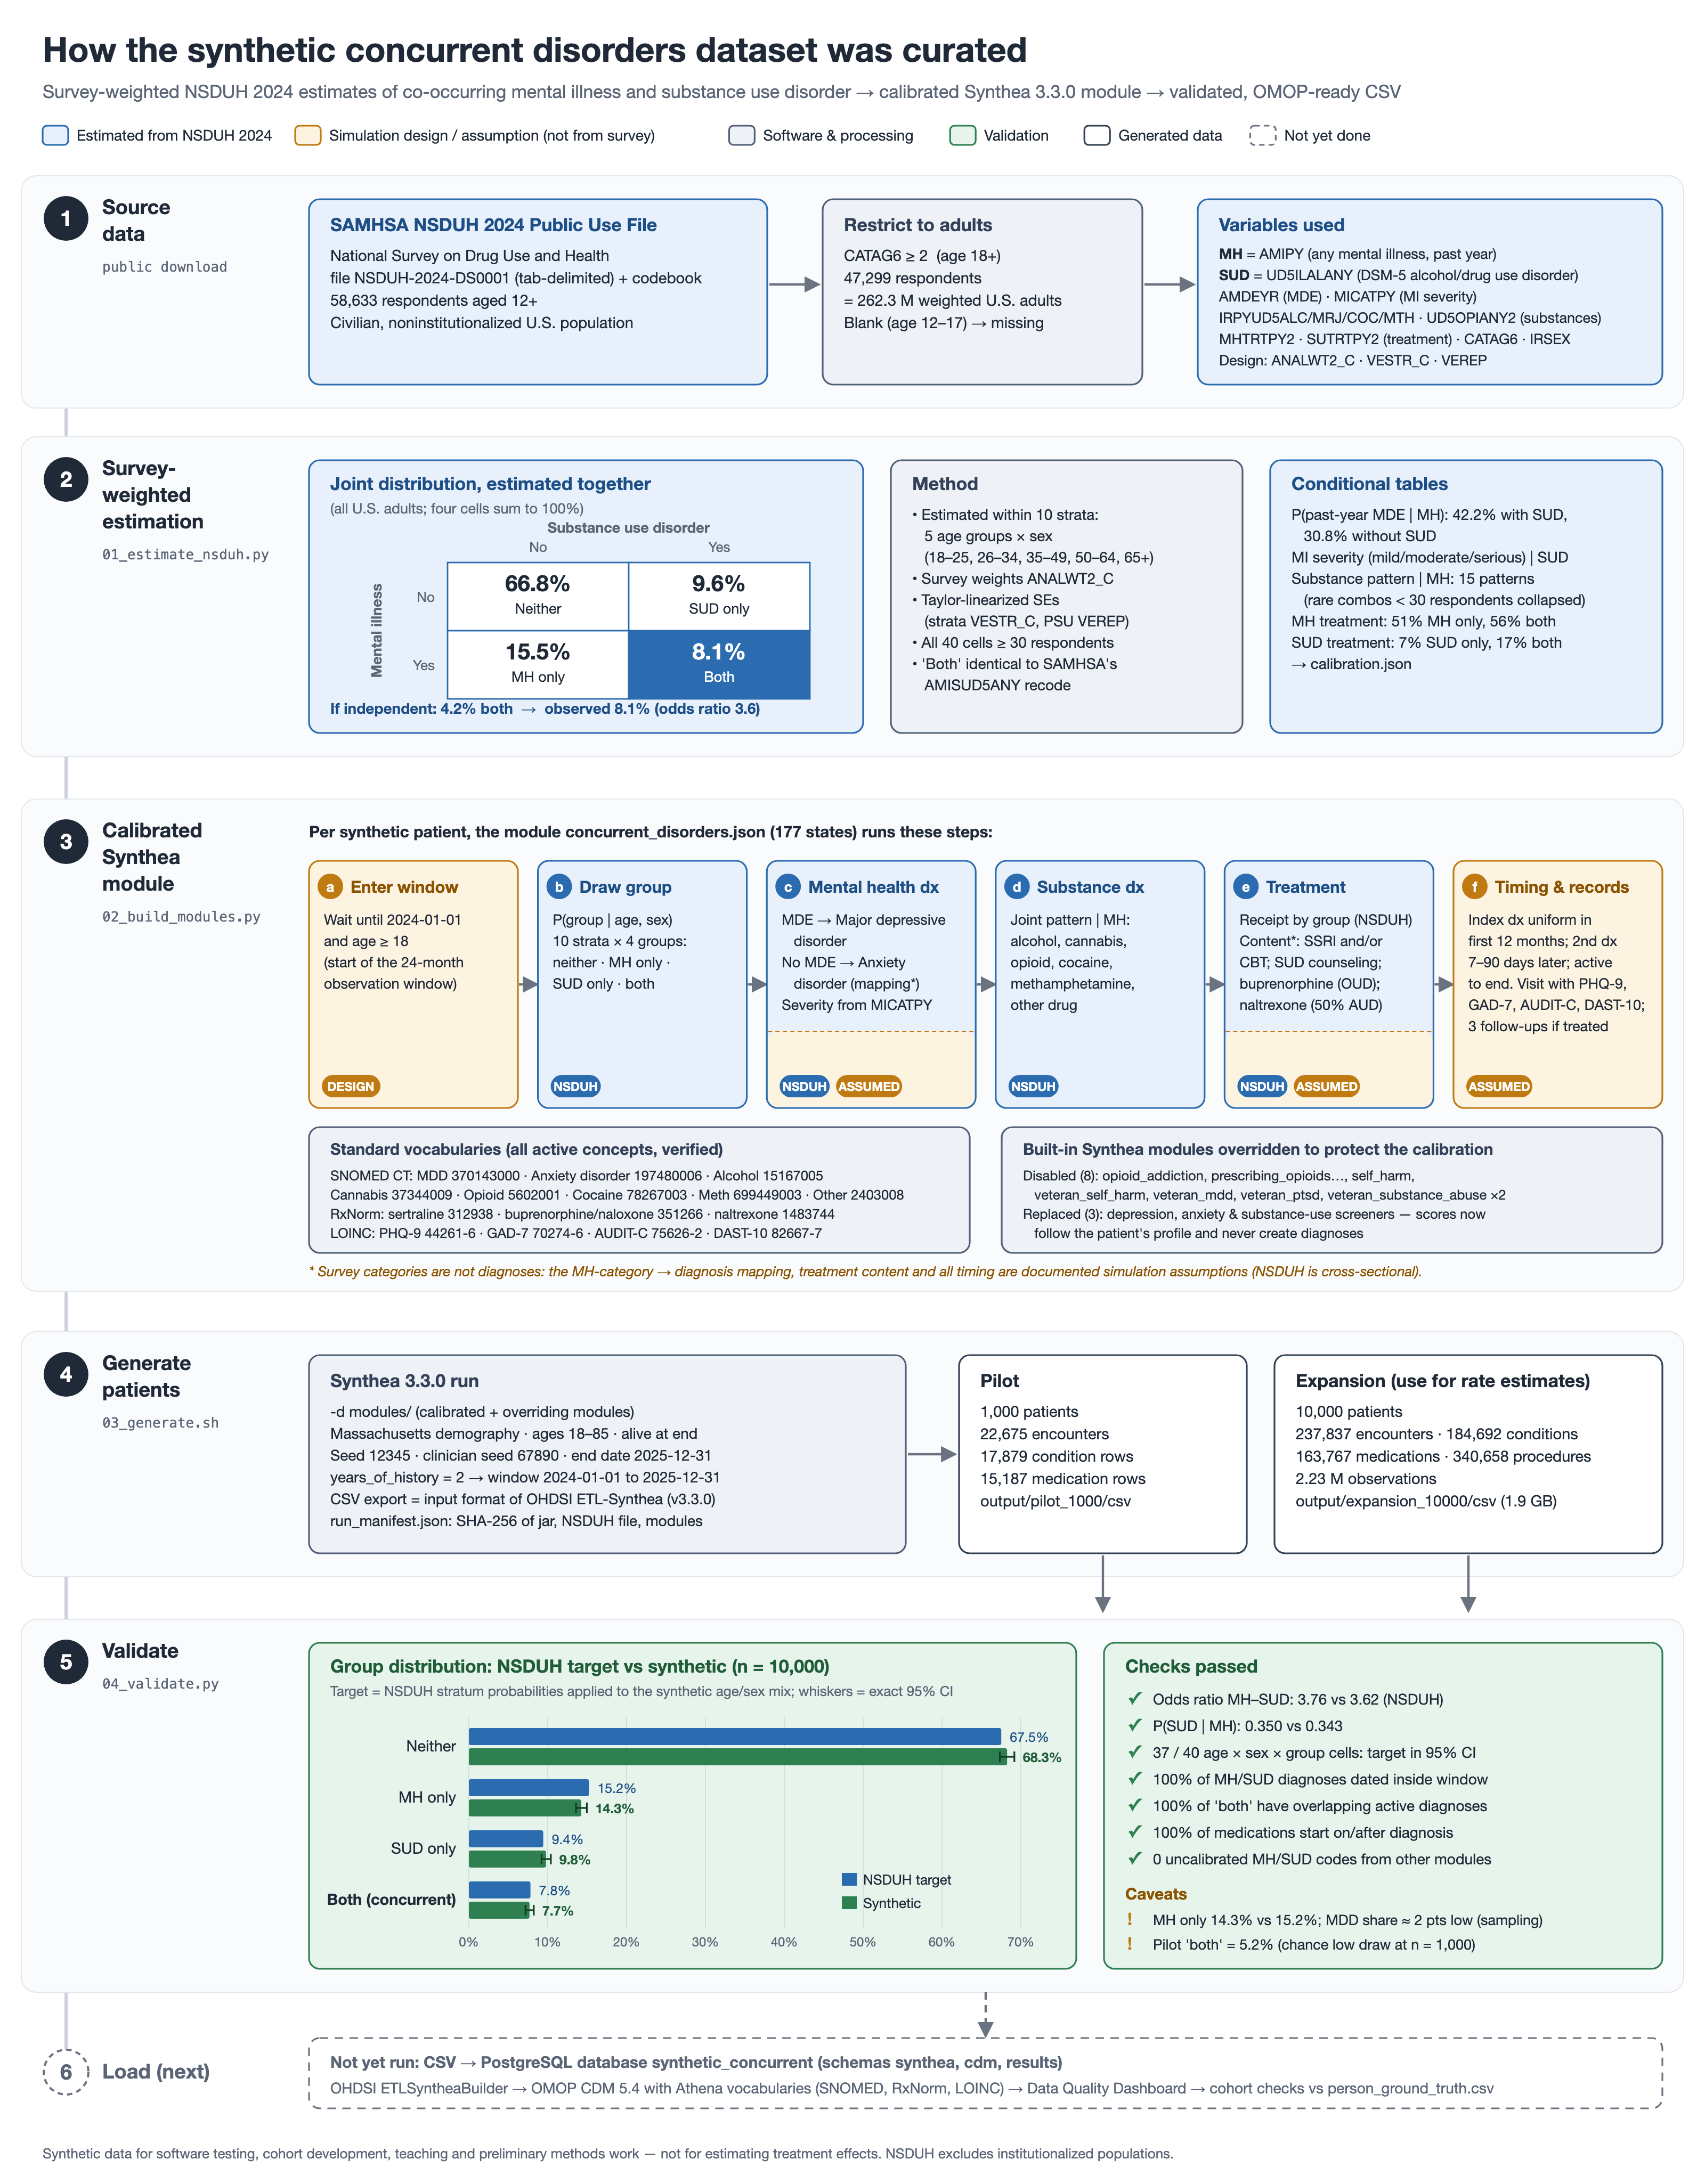 How the synthetic concurrent disorders dataset was curated
Survey-weighted NSDUH 2024 estimates of co-occurring mental illness and substance use disorder → calibrated Synthea 3.3.0 module → validated, OMOP-ready CSV
Estimated from NSDUH 2024
Simulation design / assumption (not from survey)
Software & processing
Validation
Generated data
Not yet done
1
Source
data
public download
SAMHSA NSDUH 2024 Public Use File
National Survey on Drug Use and Health
file NSDUH-2024-DS0001 (tab-delimited) + codebook
58,633 respondents aged 12+
Civilian, noninstitutionalized U.S. population
Restrict to adults
CATAG6 ≥ 2 (age 18+)
47,299 respondents
= 262.3 M weighted U.S. adults
Blank (age 12–17) → missing
Variables used
MH = AMIPY (any mental illness, past year)
SUD = UD5ILALANY (DSM-5 alcohol/drug use disorder)
AMDEYR (MDE) · MICATPY (MI severity)
IRPYUD5ALC/MRJ/COC/MTH · UD5OPIANY2 (substances)
MHTRTPY2 · SUTRTPY2 (treatment) · CATAG6 · IRSEX
Design: ANALWT2_C · VESTR_C · VEREP
2
Survey-
weighted
estimation
01_estimate_nsduh.py
Joint distribution, estimated together
(all U.S. adults; four cells sum to 100%)
Substance use disorder
No
Yes
Mental illness
No
66.8%
Neither
9.6%
SUD only
Yes
15.5%
MH only
8.1%
Both
If independent: 4.2% both → observed 8.1% (odds ratio 3.6)
Method
• Estimated within 10 strata:
5 age groups × sex
(18–25, 26–34, 35–49, 50–64, 65+)
• Survey weights ANALWT2_C
• Taylor-linearized SEs
(strata VESTR_C, PSU VEREP)
• All 40 cells ≥ 30 respondents
• 'Both' identical to SAMHSA's
AMISUD5ANY recode
Conditional tables
P(past-year MDE | MH): 42.2% with SUD,
30.8% without SUD
MI severity (mild/moderate/serious) | SUD
Substance pattern | MH: 15 patterns
(rare combos < 30 respondents collapsed)
MH treatment: 51% MH only, 56% both
SUD treatment: 7% SUD only, 17% both
→ calibration.json
3
Calibrated
Synthea
module
02_build_modules.py
Per synthetic patient, the module concurrent_disorders.json (177 states) runs these steps:
a Enter window
Wait until 2024-01-01
and age ≥ 18
(start of the 24-month
observation window)
DESIGN
b Draw group
P(group | age, sex)
10 strata × 4 groups:
neither · MH only ·
SUD only · both
NSDUH
c Mental health dx
MDE → Major depressive
disorder
No MDE → Anxiety
disorder (mapping*)
Severity from MICATPY
NSDUH ASSUMED
d Substance dx
Joint pattern | MH:
alcohol, cannabis,
opioid, cocaine,
methamphetamine,
other drug
NSDUH
e Treatment
Receipt by group (NSDUH)
Content*: SSRI and/or
CBT; SUD counseling;
buprenorphine (OUD);
naltrexone (50% AUD)
NSDUH ASSUMED
f Timing & records
Index dx uniform in
first 12 months; 2nd dx
7–90 days later; active
to end. Visit with PHQ-9,
GAD-7, AUDIT-C, DAST-10;
3 follow-ups if treated
ASSUMED
Standard vocabularies (all active concepts, verified)
SNOMED CT: MDD 370143000 · Anxiety disorder 197480006 · Alcohol 15167005
Cannabis 37344009 · Opioid 5602001 · Cocaine 78267003 · Meth 699449003 · Other 2403008
RxNorm: sertraline 312938 · buprenorphine/naloxone 351266 · naltrexone 1483744
LOINC: PHQ-9 44261-6 · GAD-7 70274-6 · AUDIT-C 75626-2 · DAST-10 82667-7
Built-in Synthea modules overridden to protect the calibration
Disabled (8): opioid_addiction, prescribing_opioids…, self_harm,
veteran_self_harm, veteran_mdd, veteran_ptsd, veteran_substance_abuse ×2
Replaced (3): depression, anxiety & substance-use screeners — scores now
follow the patient's profile and never create diagnoses
* Survey categories are not diagnoses: the MH-category → diagnosis mapping, treatment content and all timing are documented simulation assumptions (NSDUH is cross-sectional).
4
Generate
patients
03_generate.sh
Synthea 3.3.0 run
-d modules/ (calibrated + overriding modules)
Massachusetts demography · ages 18–85 · alive at end
Seed 12345 · clinician seed 67890 · end date 2025-12-31
years_of_history = 2 → window 2024-01-01 to 2025-12-31
CSV export = input format of OHDSI ETL-Synthea (v3.3.0)
run_manifest.json: SHA-256 of jar, NSDUH file, modules
Pilot
1,000 patients
22,675 encounters
17,879 condition rows
15,187 medication rows
output/pilot_1000/csv
Expansion (use for rate estimates)
10,000 patients
237,837 encounters · 184,692 conditions
163,767 medications · 340,658 procedures
2.23 M observations
output/expansion_10000/csv (1.9 GB)
5
Validate
04_validate.py
Group distribution: NSDUH target vs synthetic (n = 10,000)
Target = NSDUH stratum probabilities applied to the synthetic age/sex mix; whiskers = exact 95% CI
Neither
67.5%
68.3%
MH only
15.2%
14.3%
SUD only
9.4%
9.8%
Both (concurrent)
7.8%
7.7%
NSDUH target
Synthetic
0% 10% 20% 30% 40% 50% 60% 70%
Checks passed
✓ Odds ratio MH–SUD: 3.76 vs 3.62 (NSDUH)
✓ P(SUD | MH): 0.350 vs 0.343
✓ 37 / 40 age × sex × group cells: target in 95% CI
✓ 100% of MH/SUD diagnoses dated inside window
✓ 100% of 'both' have overlapping active diagnoses
✓ 100% of medications start on/after diagnosis
✓ 0 uncalibrated MH/SUD codes from other modules
Caveats
! MH only 14.3% vs 15.2%; MDD share ≈ 2 pts low (sampling)
! Pilot 'both' = 5.2% (chance low draw at n = 1,000)
6
Load (next)
Not yet run: CSV → PostgreSQL database synthetic_concurrent (schemas synthea, cdm, results)
OHDSI ETLSyntheaBuilder → OMOP CDM 5.4 with Athena vocabularies (SNOMED, RxNorm, LOINC) → Data Quality Dashboard → cohort checks vs person_ground_truth.csv
Synthetic data for software testing, cohort development, teaching and preliminary methods work — not for estimating treatment effects. NSDUH excludes institutionalized populations.